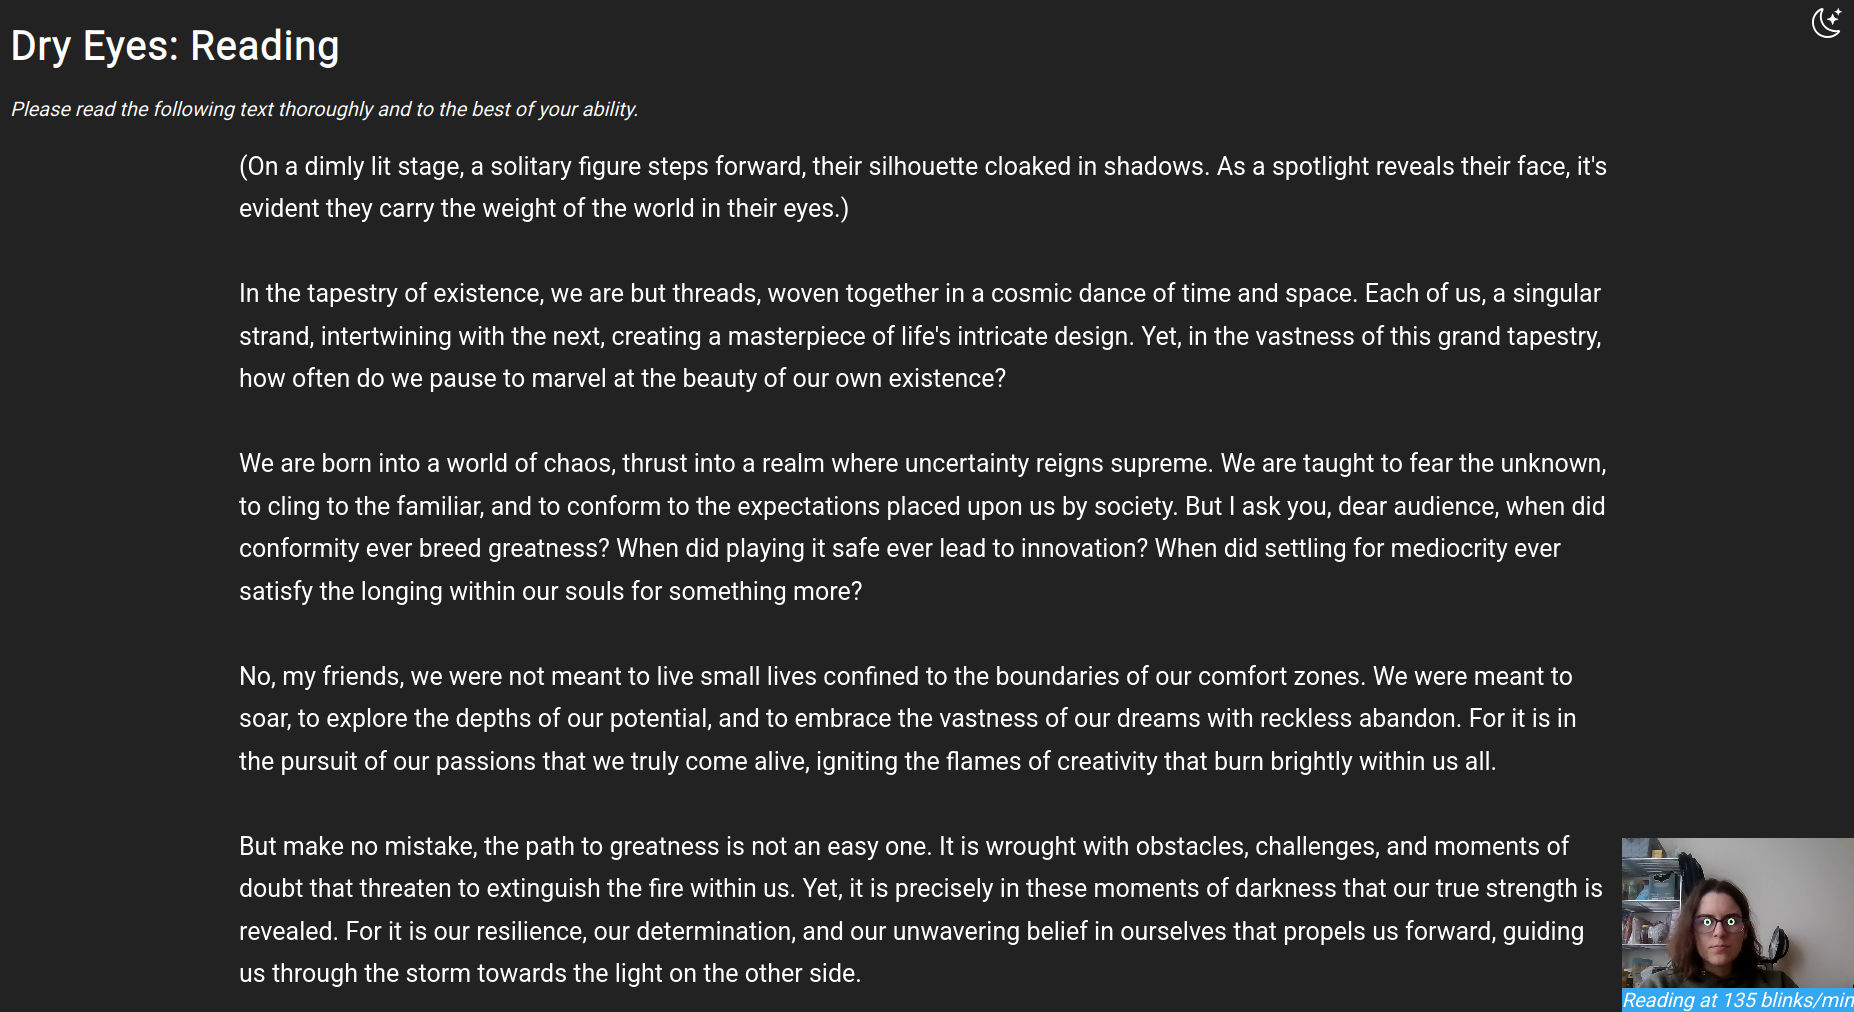 Dry Eyes: Reading
Please read the following text thoroughly and to the best of your ability.
(On a dimly lit stage, a solitary figure steps forward, their silhouette cloaked in shadows. As a spotlight reveals their face, it's
evident they carry the weight of the world in their eyes.)
In the tapestry of existence, we are but threads, woven together in a cosmic dance of time and space. Each of us, a singular
strand, intertwining with the next, creating a masterpiece of life's intricate design. Yet, in the vastness of this grand tapestry,
how often do we pause to marvel at the beauty of our own existence?
We are born into a world of chaos, thrust into a realm where uncertainty reigns supreme. We are taught to fear the unknown,
to cling to the familiar, and to conform to the expectations placed upon us by society. But I ask you, dear audience, when did
conformity ever breed greatness? When did playing it safe ever lead to innovation? When did settling for mediocrity ever
satisfy the longing within our souls for something more?
No, my friends, we were not meant to live small lives confined to the boundaries of our comfort zones. We were meant to
soar, to explore the depths of our potential, and to embrace the vastness of our dreams with reckless abandon. For it is in
the pursuit of our passions that we truly come alive, igniting the flames of creativity that burn brightly within us all.
But make no mistake, the path to greatness is not an easy one. It is wrought with obstacles, challenges, and moments of
doubt that threaten to extinguish the fire within us. Yet, it is precisely in these moments of darkness that our true strength is
revealed. For it is our resilience, our determination, and our unwavering belief in ourselves that propels us forward, guiding
us through the storm towards the light on the other side.
Reading at 135 blinks/min